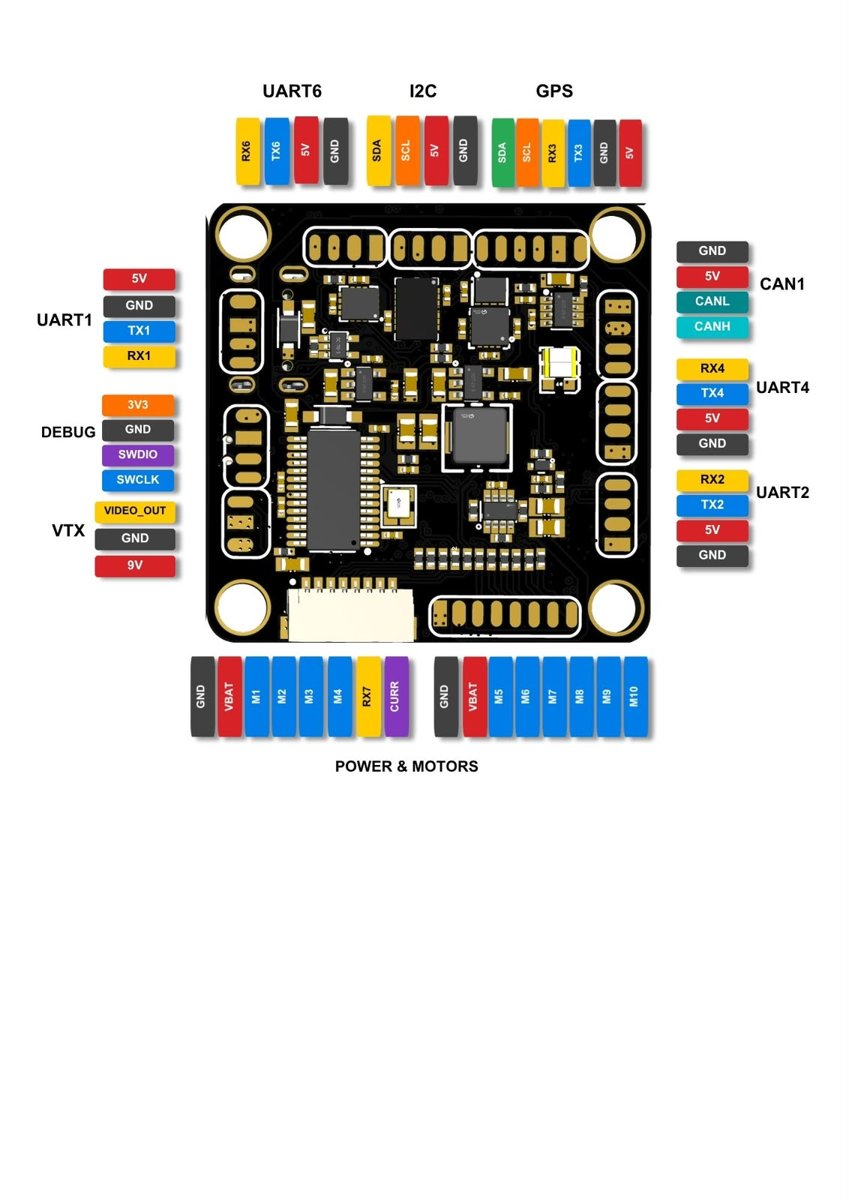 UART6 I2C GPS
RX6 TX6 5V GND SDA SCL 5V GND SDA SCL RX3 TX3 GND 5V
UART1
5V
GND
TX1
RX1
DEBUG
3V3
GND
SWDIO
SWCLK
VTX
VIDEO_OUT
GND
9V
CAN1
GND
5V
CANL
CANH
UART4
RX4
TX4
5V
GND
UART2
RX2
TX2
5V
GND
GND VBAT M1 M2 M3 M4 RX7 CURR GND VBAT M5 M6 M7 M8 M9 M10
POWER & MOTORS